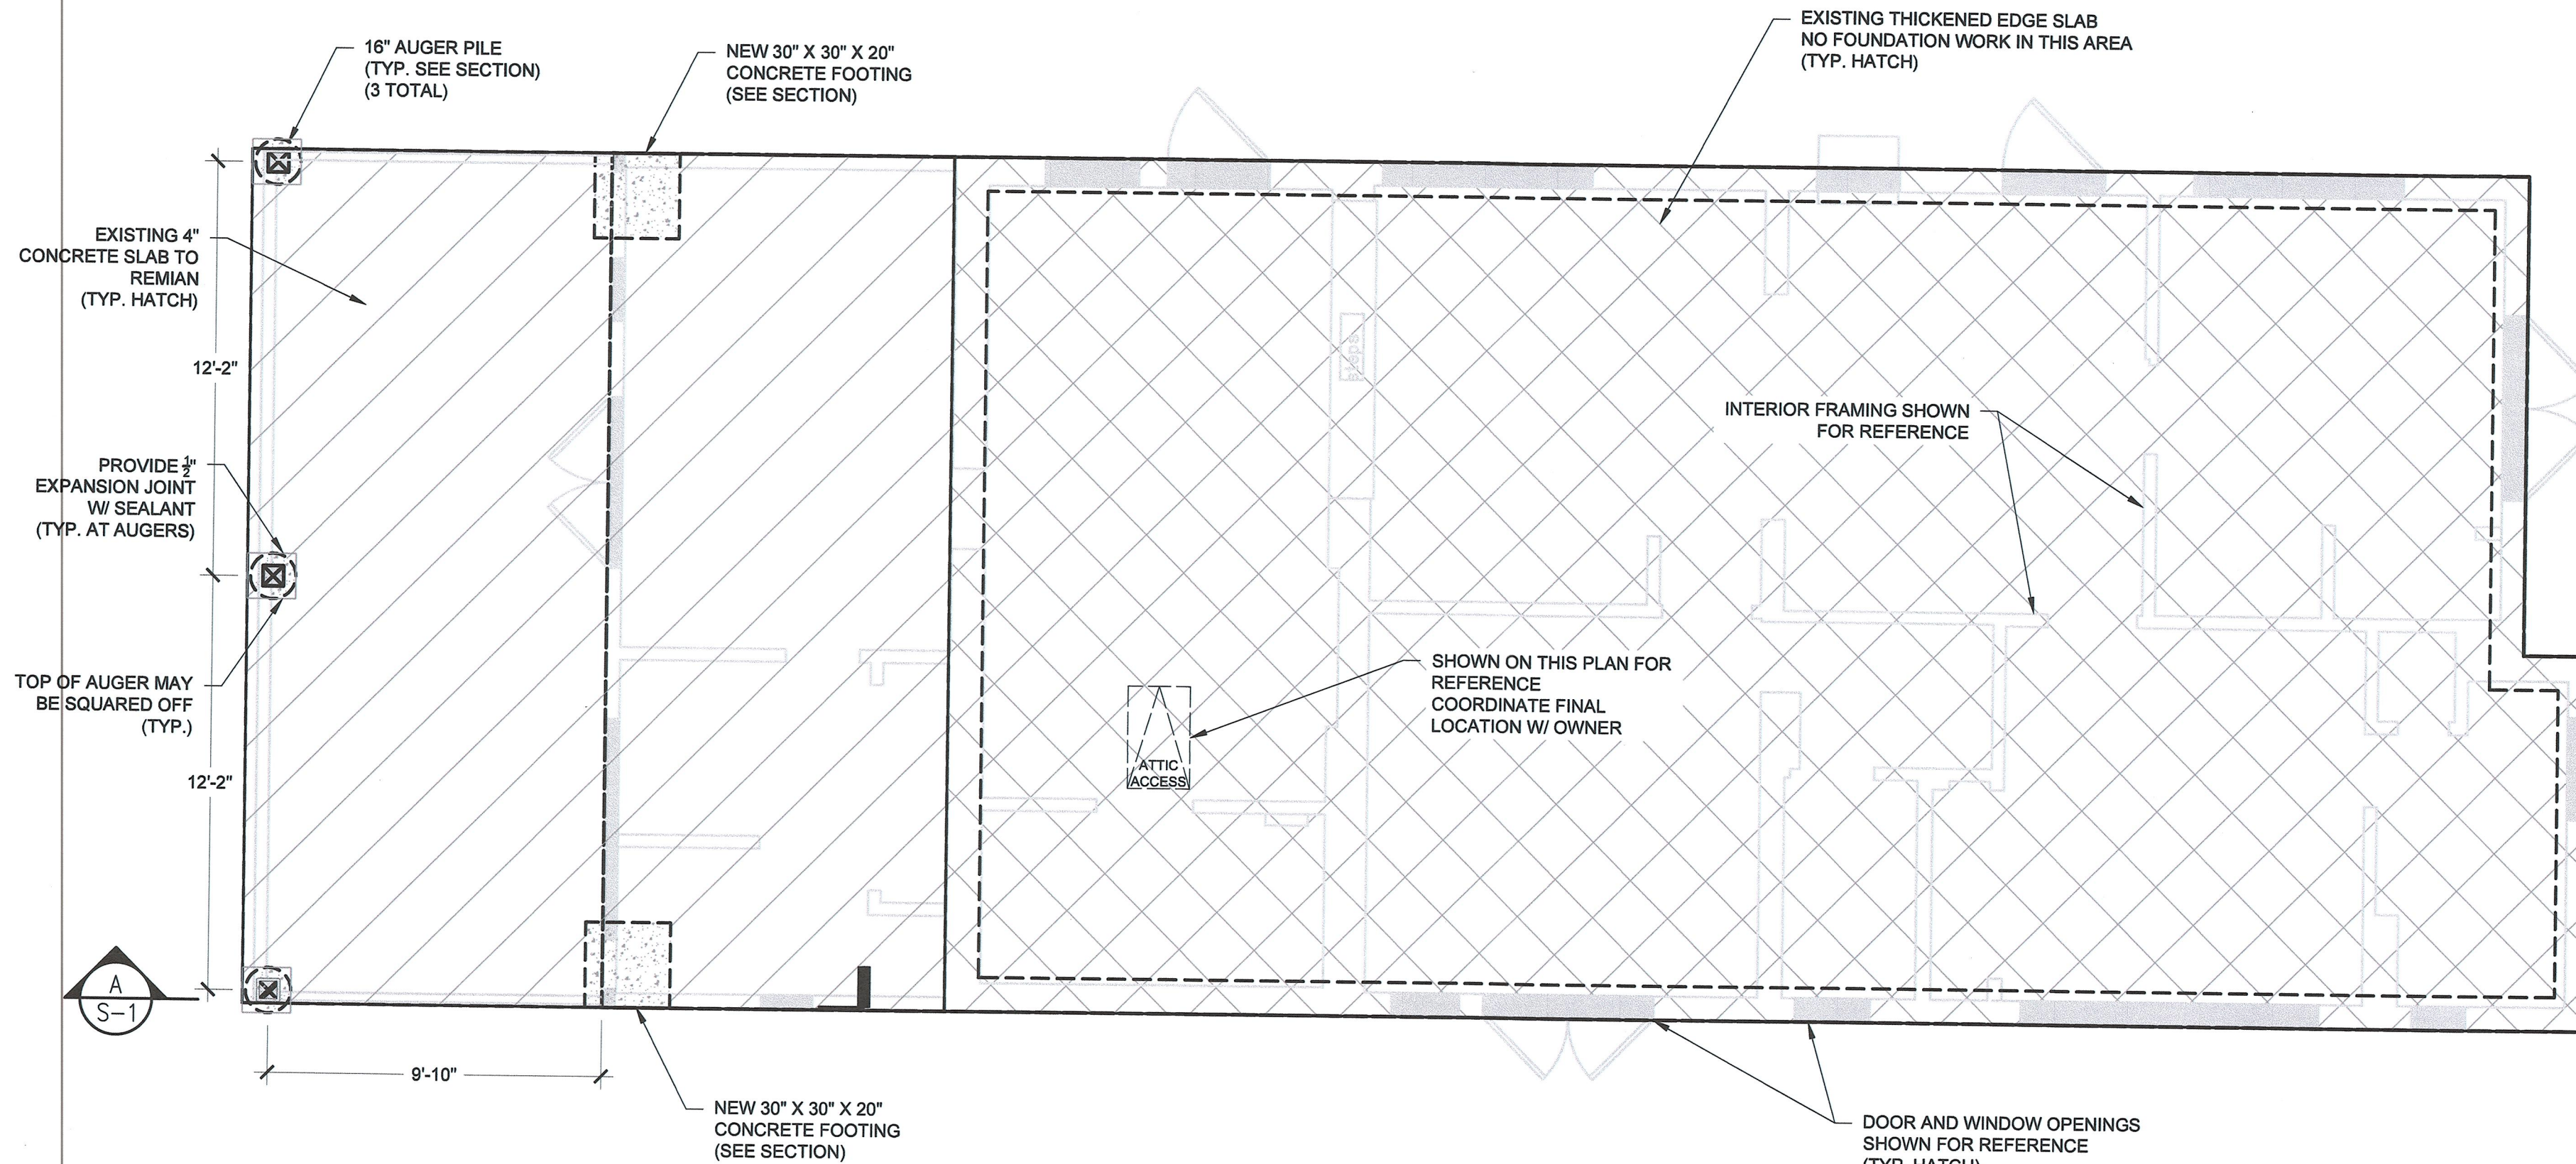 EXISTING THICKENED EDGE SLAB
NO FOUNDATION WORK IN THIS AREA
(TYP. HATCH)
16" AUGER PILE
(TYP. SEE SECTION)
(3 TOTAL)
NEW 30" X 30" X 20"
CONCRETE FOOTING
(SEE SECTION)
EXISTING 4"
CONCRETE SLAB TO
REMIAN
(TYP. HATCH)
12'-2"
steps
INTERIOR FRAMING SHOWN
FOR REFERENCE
PROVIDE ½"
EXPANSION JOINT
W/ SEALANT
(TYP. AT AUGERS)
TOP OF AUGER MAY
BE SQUARED OFF
(TYP.)
SHOWN ON THIS PLAN FOR
REFERENCE
COORDINATE FINAL
LOCATION W/ OWNER
ATTIC
ACCESS
12'-2"
A
S-1
9'-10"
NEW 30" X 30" X 20"
CONCRETE FOOTING
(SEE SECTION)
DOOR AND WINDOW OPENINGS
SHOWN FOR REFERENCE
(TYP. HATCH)